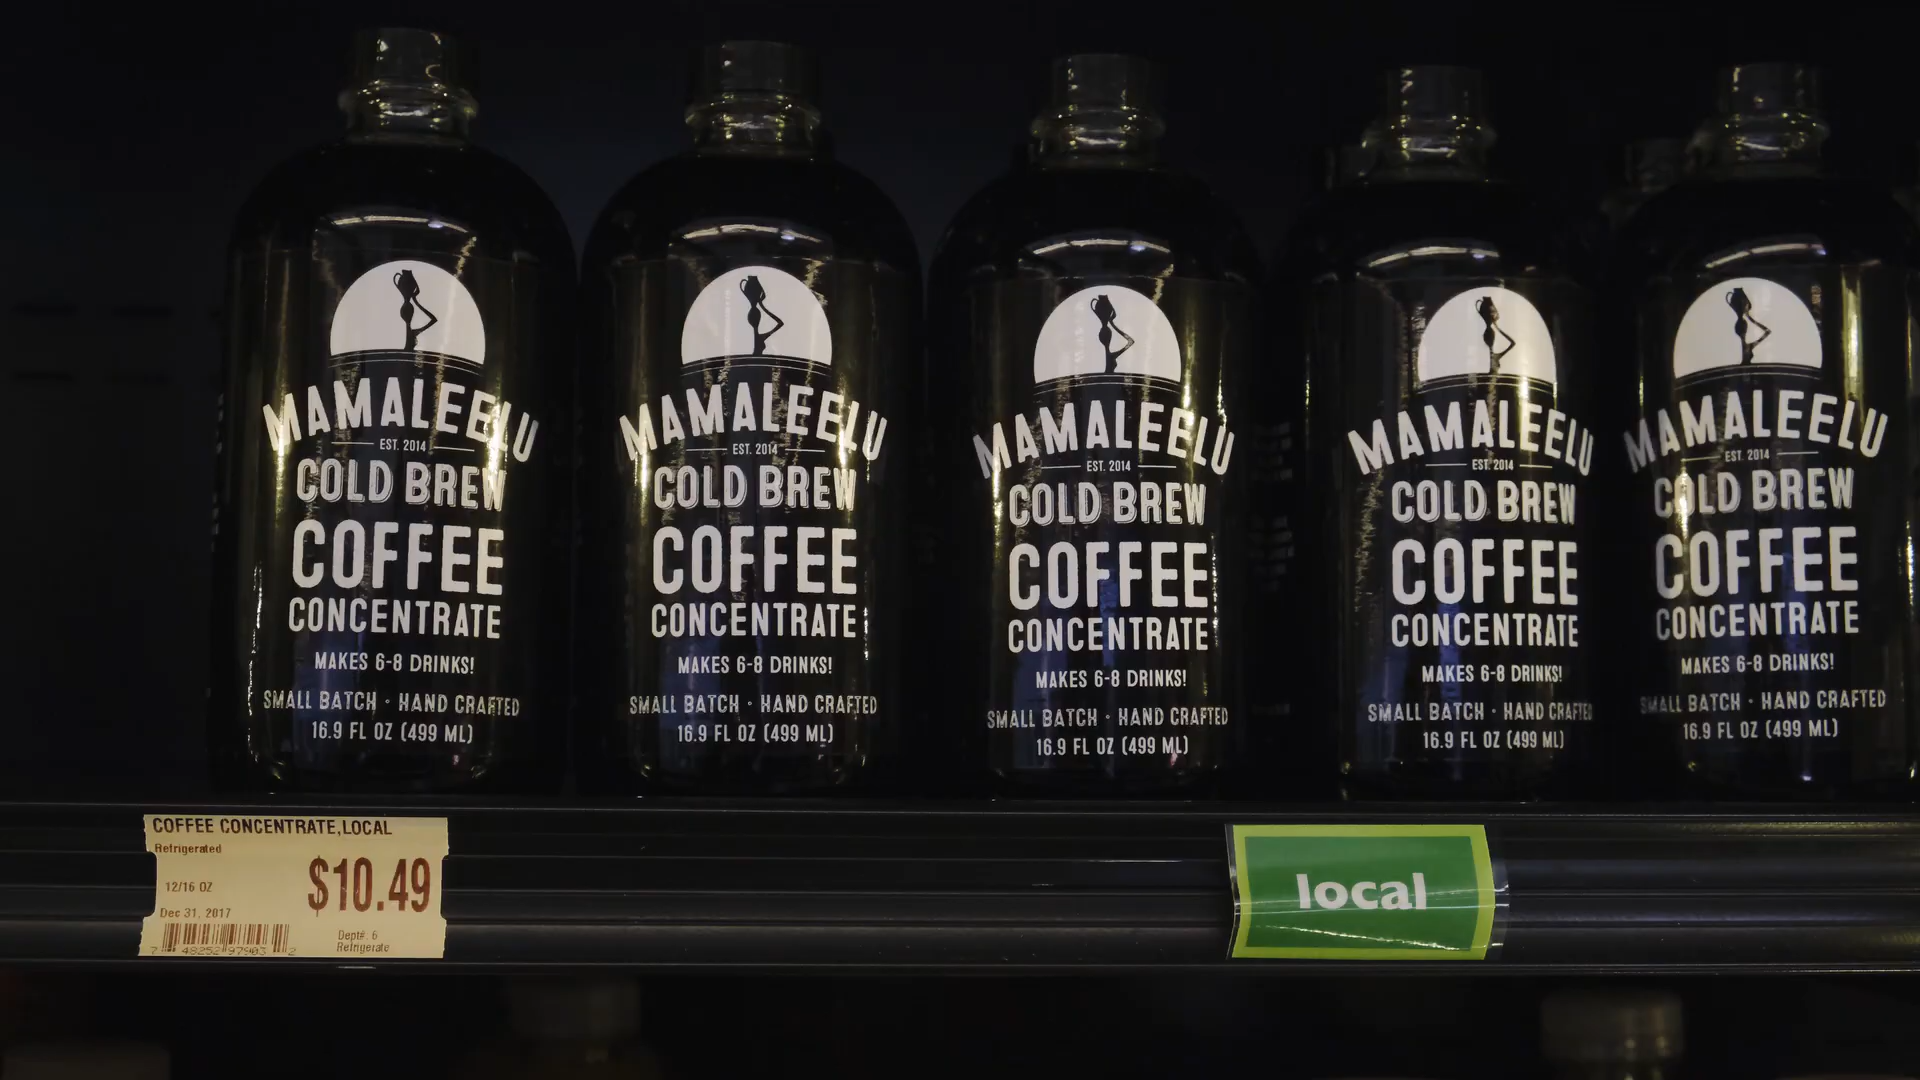 MAMALEELU
EST. 2014
COLD BREW
COFFEE
CONCENTRATE
MAKES 6-8 DRINKS!
SMALL BATCH • HAND CRAFTED
16.9 FL OZ (499 ML)
MAMALEELU
EST. 2014
COLD BREW
COFFEE
CONCENTRATE
MAKES 6-8 DRINKS!
SMALL BATCH • HAND CRAFTED
16.9 FL OZ (499 ML)
MAMALEELU
EST. 2014
COLD BREW
COFFEE
CONCENTRATE
MAKES 6-8 DRINKS!
SMALL BATCH • HAND CRAFTED
16.9 FL OZ (499 ML)
MAMALEELU
EST. 2014
COLD BREW
COFFEE
CONCENTRATE
MAKES 6-8 DRINKS!
SMALL BATCH • HAND CRAFTED
16.9 FL OZ (499 ML)
MAMALEELU
EST. 2014
COLD BREW
COFFEE
CONCENTRATE
MAKES 6-8 DRINKS!
SMALL BATCH • HAND CRAFTED
16.9 FL OZ (499 ML)
COFFEE CONCENTRATE,LOCAL
Refrigerated
$10.49
12/16 OZ
Dec 31, 2017
Dept#: 6
Refrigerate
local